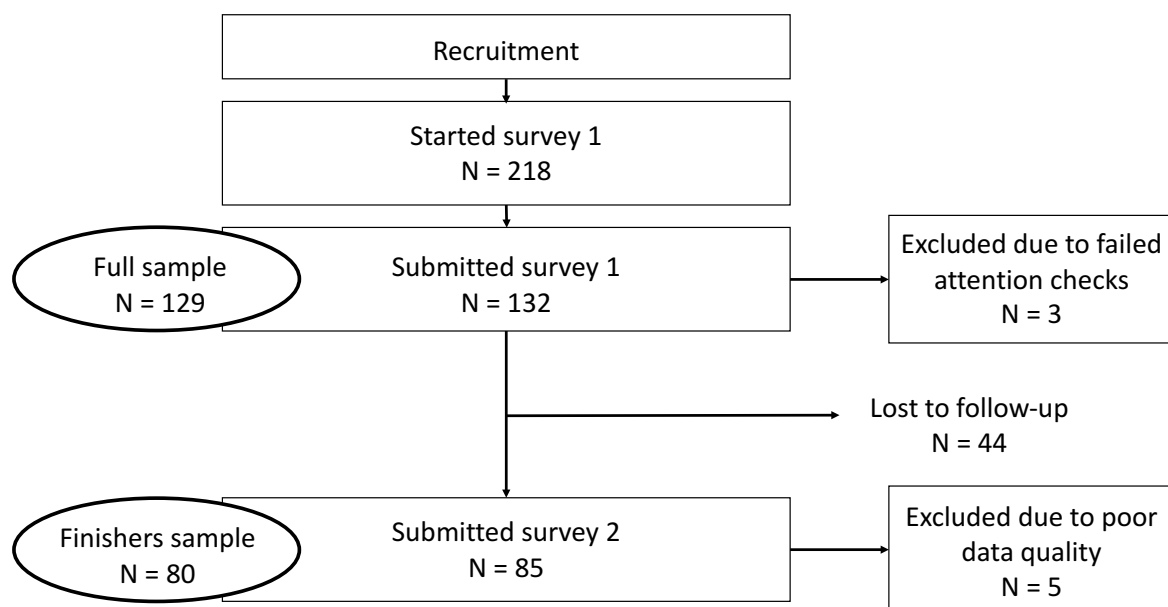 Recruitment
Started survey 1
N = 218
Full sample
N = 129
Submitted survey 1
N = 132
Excluded due to failed
attention checks
N = 3
Lost to follow-up
N = 44
Finishers sample
N = 80
Submitted survey 2
N = 85
Excluded due to poor
data quality
N = 5